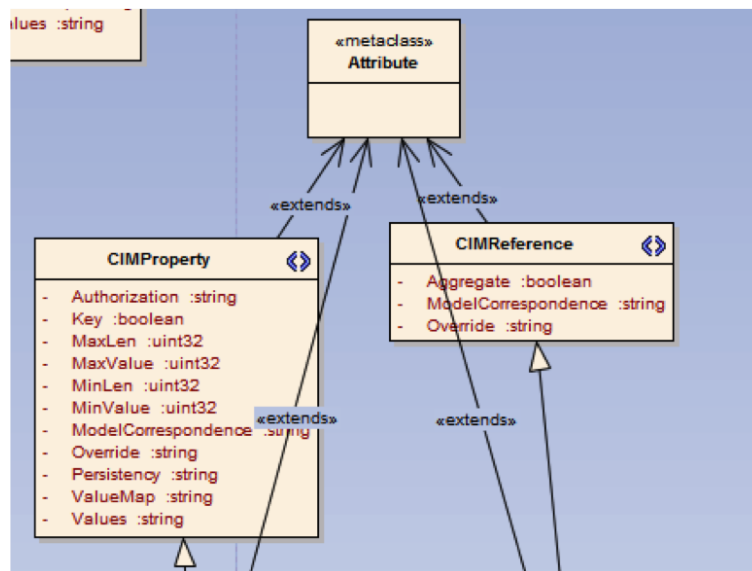 alues :string
«metaclass»
Attribute
«extends»
«extends»
CIMProperty
- Authorization :string
- Key :boolean
- MaxLen :uint32
- MaxValue :uint32
- MinLen :uint32
- MinValue :uint32
- ModelCorrespondence :string
- Override :string
- Persistency :string
- ValueMap :string
- Values :string
CIMReference
- Aggregate :boolean
- ModelCorrespondence :string
- Override :string
«extends»
«extends»